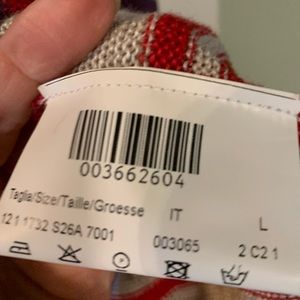 003662604
Taglia/Size/Taille/Groesse IT L
121 1732 S26A 7001 003065 2 C2 1